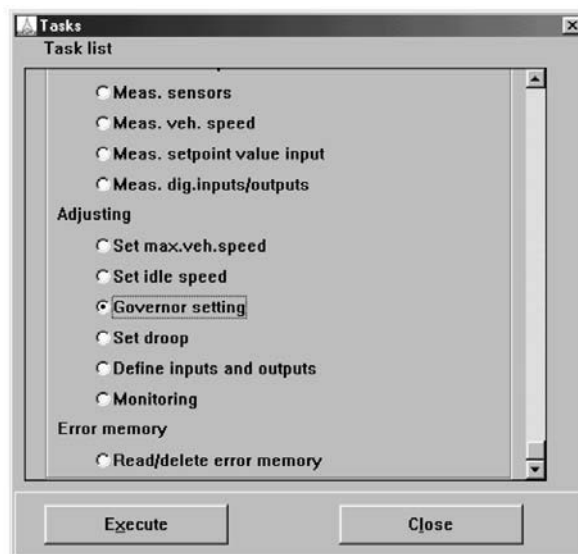 Tasks
Task list
Meas. sensors
Meas. veh. speed
Meas. setpoint value input
Meas. dig.inputs/outputs
Adjusting
Set max.veh.speed
Set idle speed
Governor setting
Set droop
Define inputs and outputs
Monitoring
Error memory
Read/delete error memory
Execute
Close